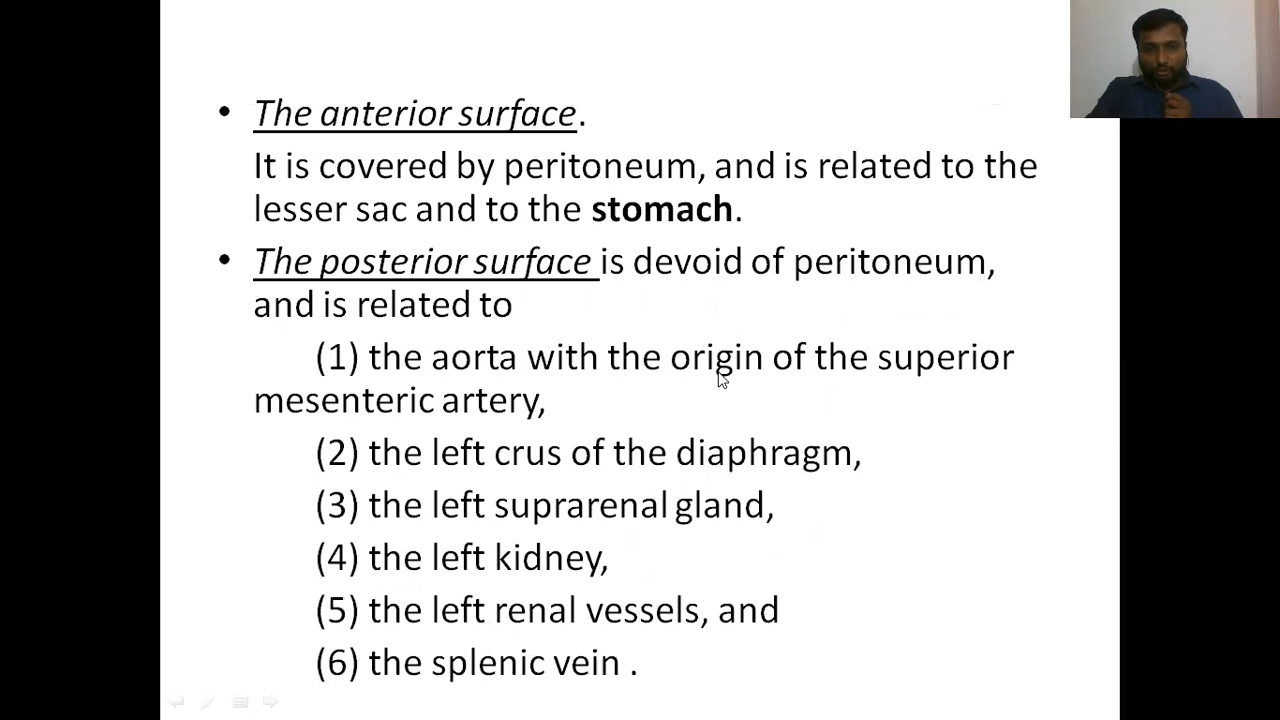 • The anterior surface.
It is covered by peritoneum, and is related to the
lesser sac and to the stomach.
• The posterior surface is devoid of peritoneum,
and is related to
(1) the aorta with the origin of the superior
mesenteric artery,
(2) the left crus of the diaphragm,
(3) the left suprarenal gland,
(4) the left kidney,
(5) the left renal vessels, and
(6) the splenic vein .